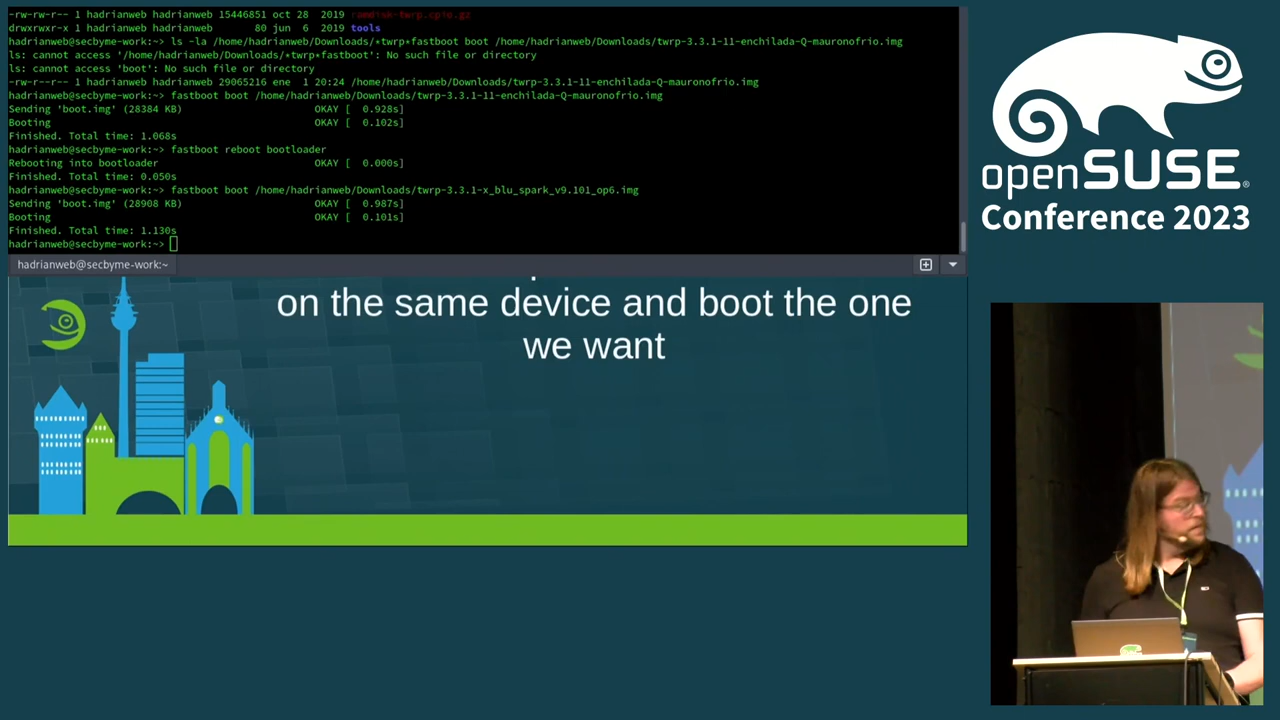 -rw-rw-r-- 1 hadrianweb hadrianweb 15446851 oct 28 2019 ramdisk-twrp.cpio.gz
drwxrwxr-x 1 hadrianweb hadrianweb 80 jun 6 2019 tools
hadrianweb@secbyme-work:~> ls -la /home/hadrianweb/Downloads/*twrp*fastboot boot /home/hadrianweb/Downloads/twrp-3.3.1-11-enchilada-Q-mauronofrio.img
ls: cannot access '/home/hadrianweb/Downloads/*twrp*fastboot': No such file or directory
ls: cannot access 'boot': No such file or directory
-rw-r--r-- 1 hadrianweb hadrianweb 29065216 ene 1 20:24 /home/hadrianweb/Downloads/twrp-3.3.1-11-enchilada-Q-mauronofrio.img
hadrianweb@secbyme-work:~> fastboot boot /home/hadrianweb/Downloads/twrp-3.3.1-11-enchilada-Q-mauronofrio.img
Sending 'boot.img' (28384 KB) OKAY [ 0.928s]
Booting OKAY [ 0.102s]
Finished. Total time: 1.068s
hadrianweb@secbyme-work:~> fastboot reboot bootloader
Rebooting into bootloader OKAY [ 0.000s]
Finished. Total time: 0.050s
hadrianweb@secbyme-work:~> fastboot boot /home/hadrianweb/Downloads/twrp-3.3.1-x_blu_spark_v9.101_op6.img
Sending 'boot.img' (28908 KB) OKAY [ 0.987s]
Booting OKAY [ 0.101s]
Finished. Total time: 1.130s
hadrianweb@secbyme-work:~>
hadrianweb@secbyme-work:~
on the same device and boot the one
we want
openSUSE®
Conference 2023